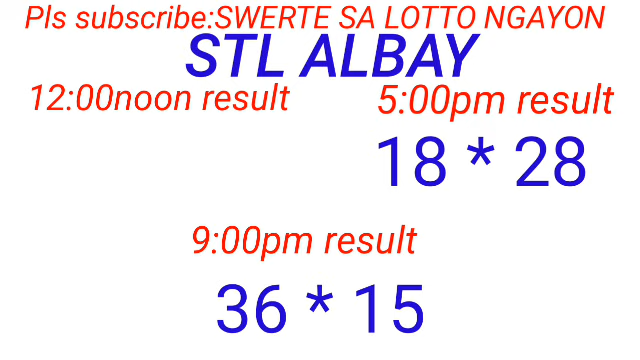 Pls subscribe:SWERTE SA LOTTO NGAYON
STL ALBAY
12:00noon result
5:00pm result
18 * 28
9:00pm result
36 * 15